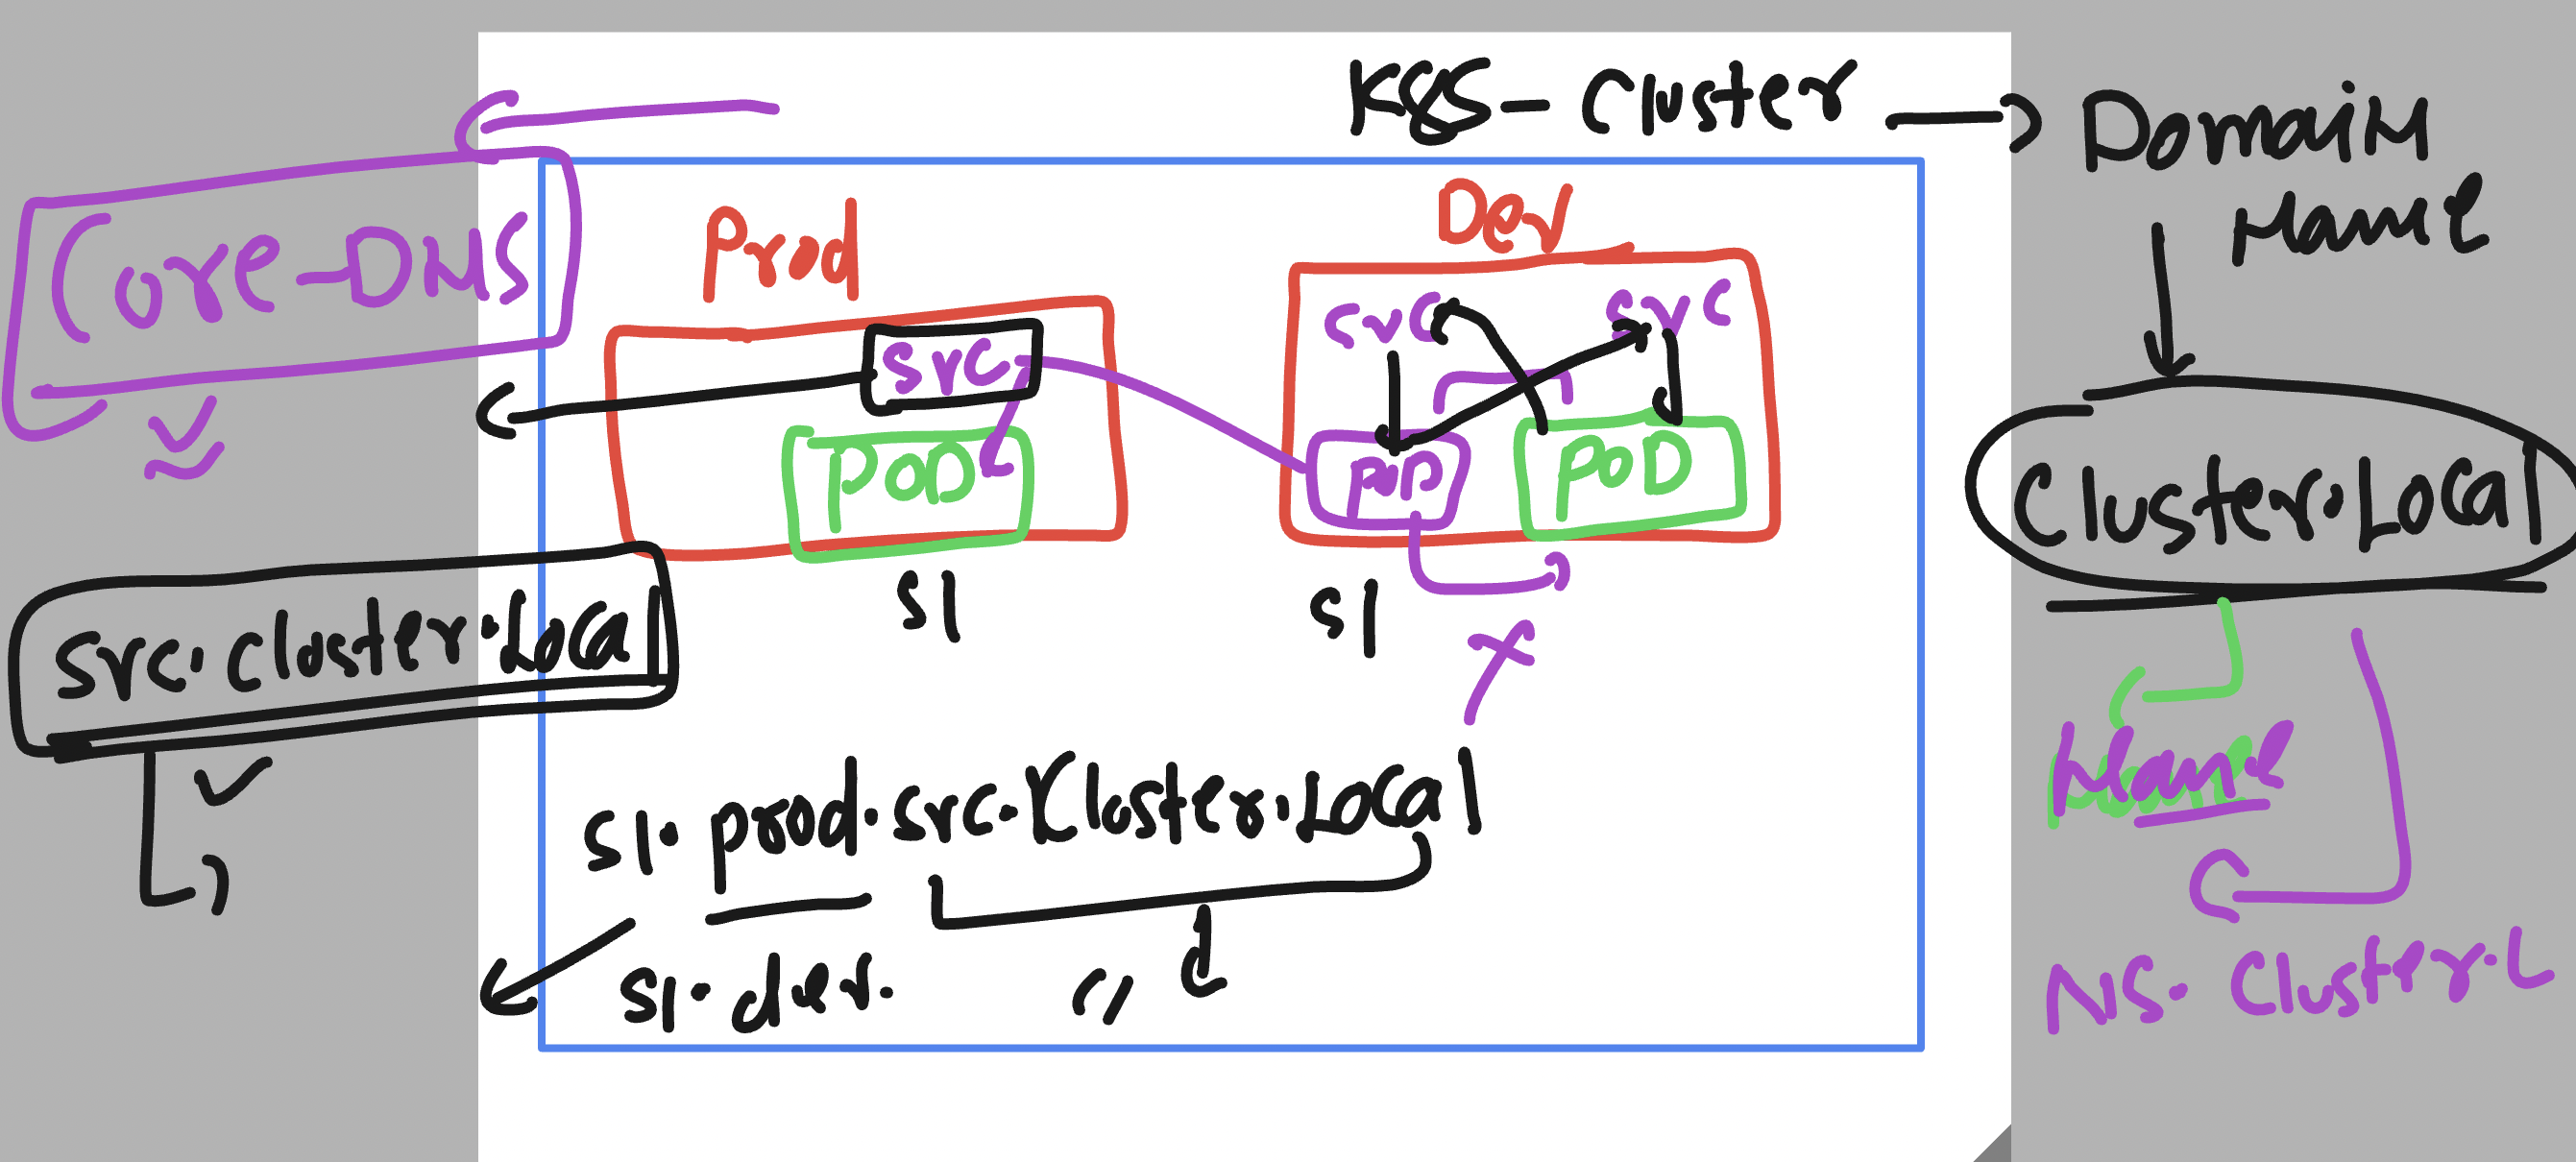 K8S - Cluster
Domain
Name
Core-DNS
Prod
Dev
svc
svc
svc
POD
POD
POD
Cluster.Local
s1
s1
svc.cluster.Local
Name
s1.prod.svc.Cluster.Local
s1.dev. "
NS.Cluster.L